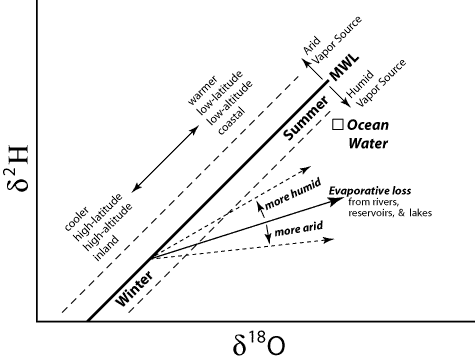 Arid
Vapor Source
MWL
Humid
Vapor Source
warmer
low-latitude
low-altitude
coastal
Summer
Ocean
Water
δ²H
cooler
high-latitude
high-altitude
inland
more humid
Evaporative loss
from rivers,
reservoirs, & lakes
more arid
Winter
δ¹⁸O